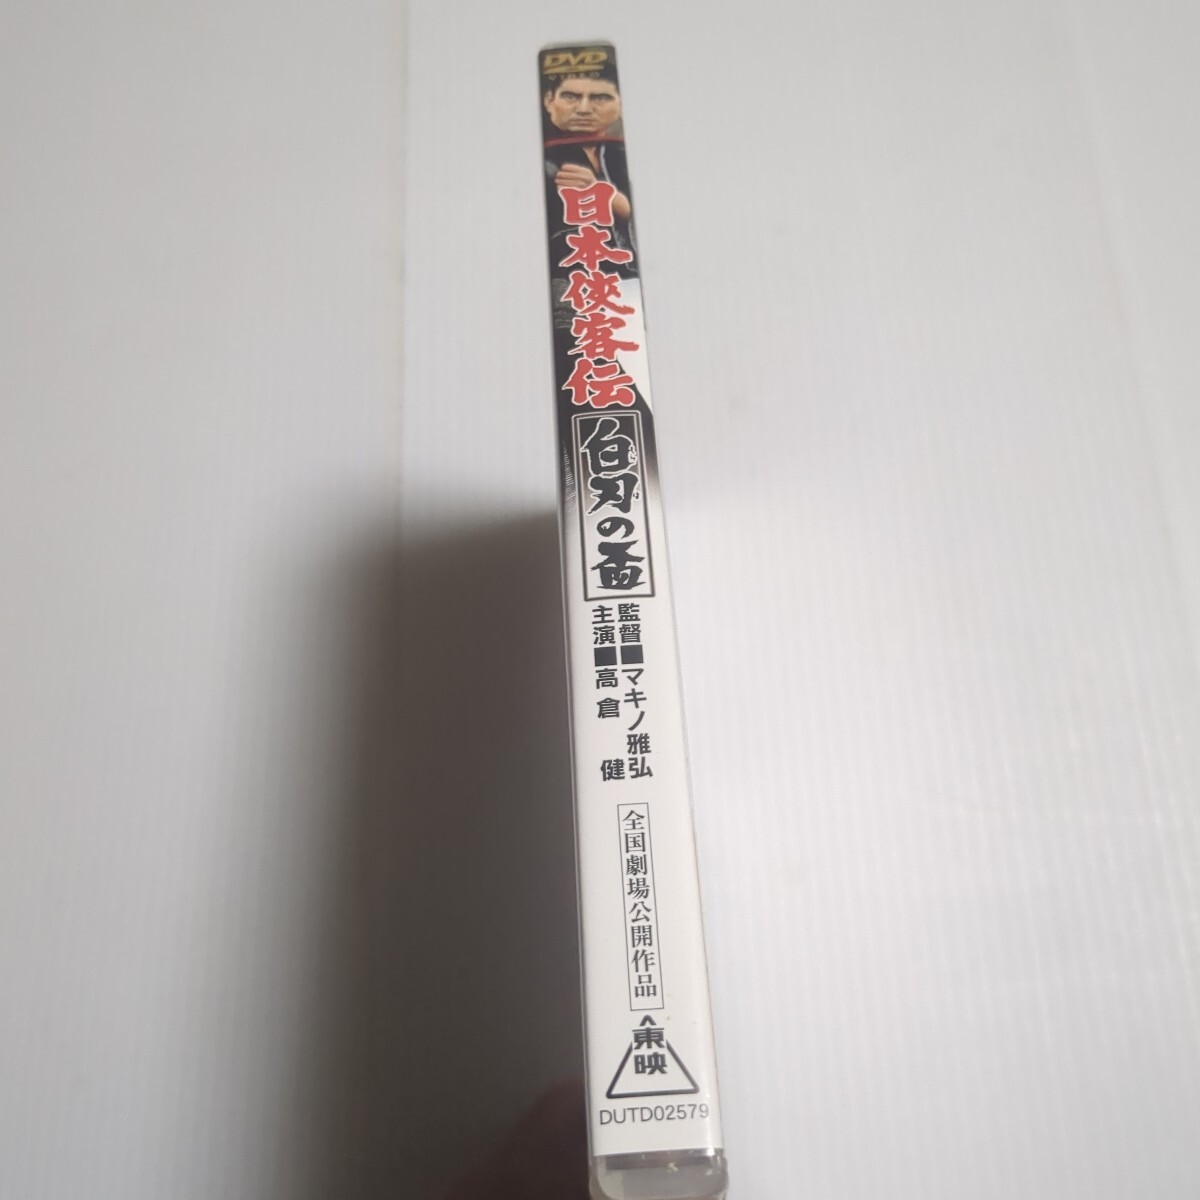 DVD
VIDEO
日本侠客伝
白刃の盃
監督■マキノ雅弘
主演■高倉 健
全国劇場公開作品
東映
DUTD02579